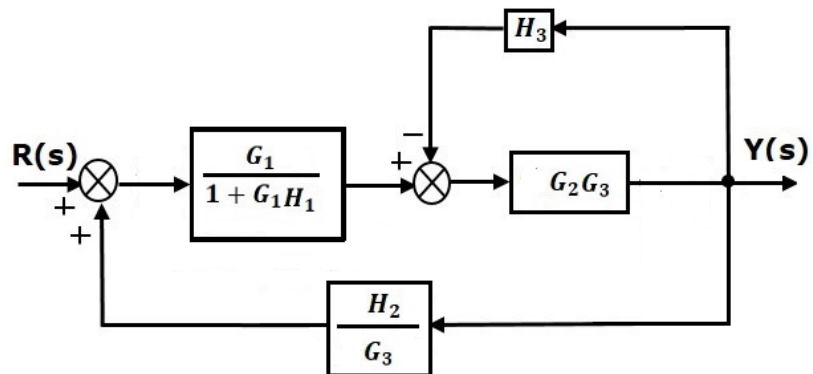 H₃
−
R(s)
G₁
1 + G₁H₁
+
G₂G₃
Y(s)
+
+
H₂
G₃